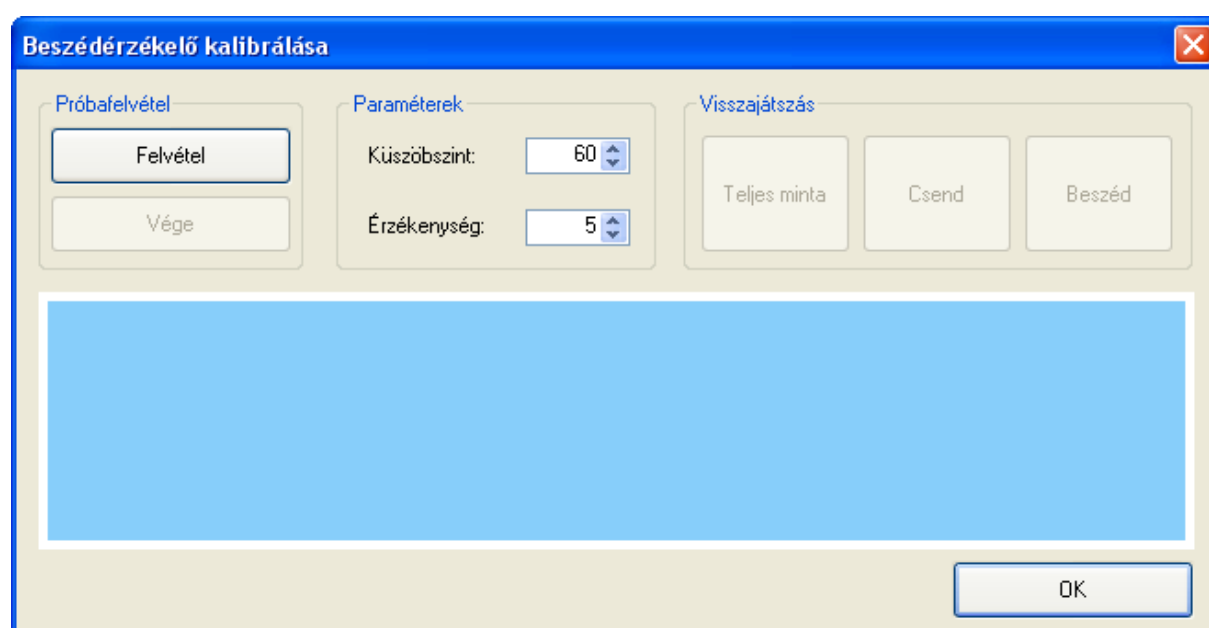 Beszédérzékelő kalibrálása
Próbafelvétel
Felvétel
Vége
Paraméterek
Küszöbszint: 60
Érzékenység: 5
Visszajátszás
Teljes minta
Csend
Beszéd
OK